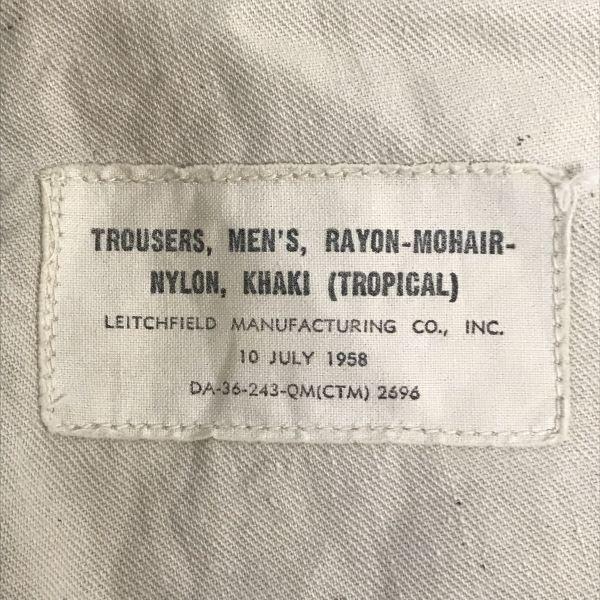 TROUSERS, MEN'S, RAYON-MOHAIR-
NYLON, KHAKI (TROPICAL)
LEITCHFIELD MANUFACTURING CO., INC.
10 JULY 1958
DA-36-243-QM(CTM) 2696